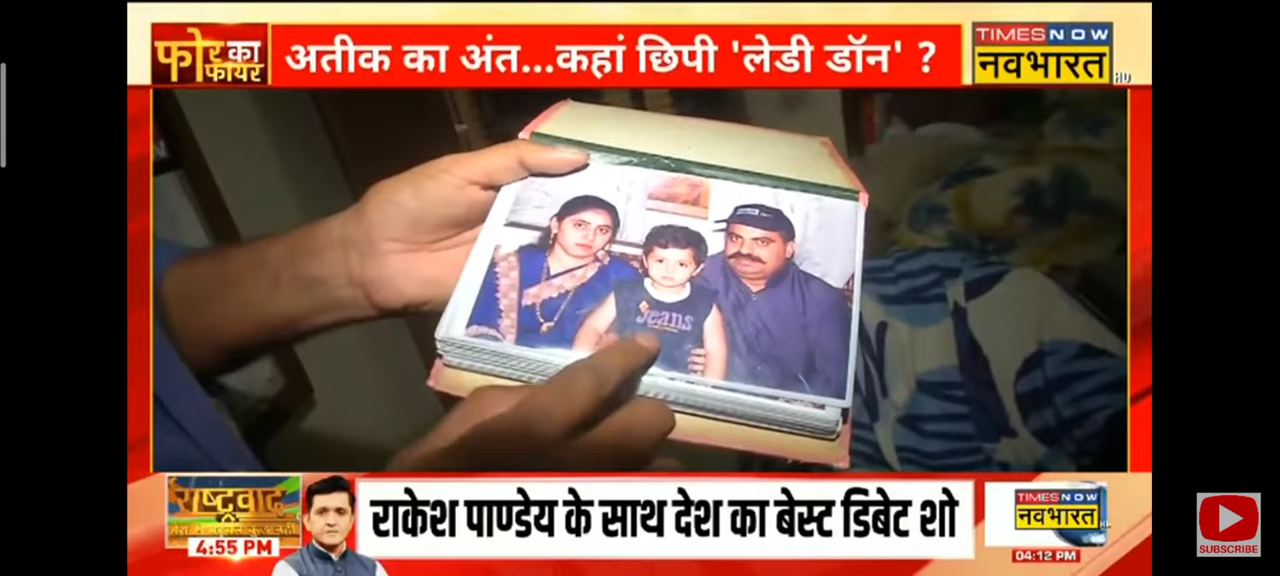 फोर का
फायर
अतीक का अंत...कहां छिपी 'लेडी डॉन' ?
TIMES NOW
नवभारत
HD
Jeans
राष्ट्रवाद
4:55 PM
राकेश पाण्डेय के साथ देश का बेस्ट डिबेट शो
TIMES NOW
नवभारत
04:12 PM
SUBSCRIBE